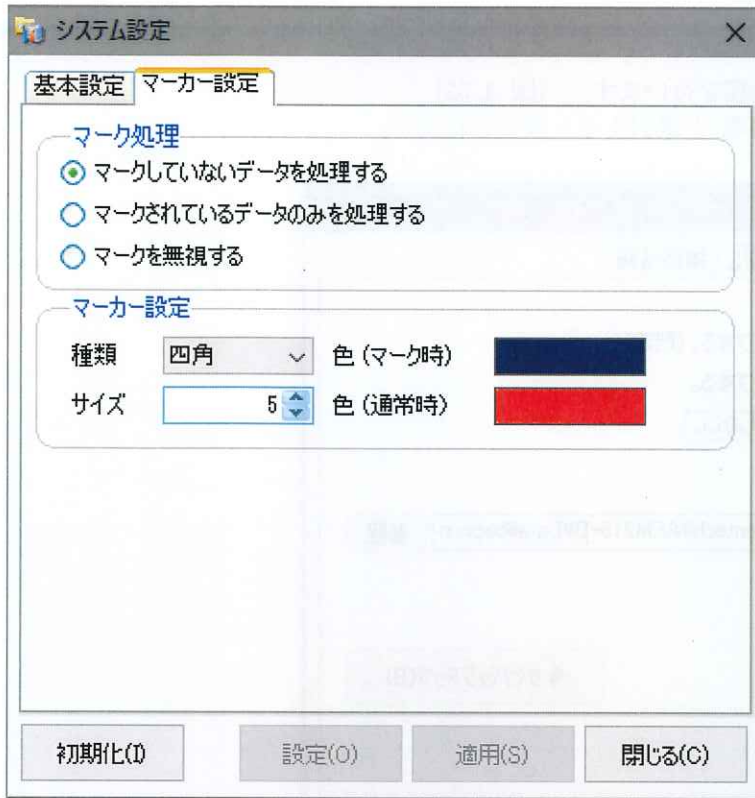 システム設定
基本設定 マーカー設定
マーク処理
マークしていないデータを処理する
マークされているデータのみを処理する
マークを無視する
マーカー設定
種類 四角 色(マーク時)
サイズ 5 色(通常時)
初期化(I) 設定(O) 適用(S) 閉じる(C)